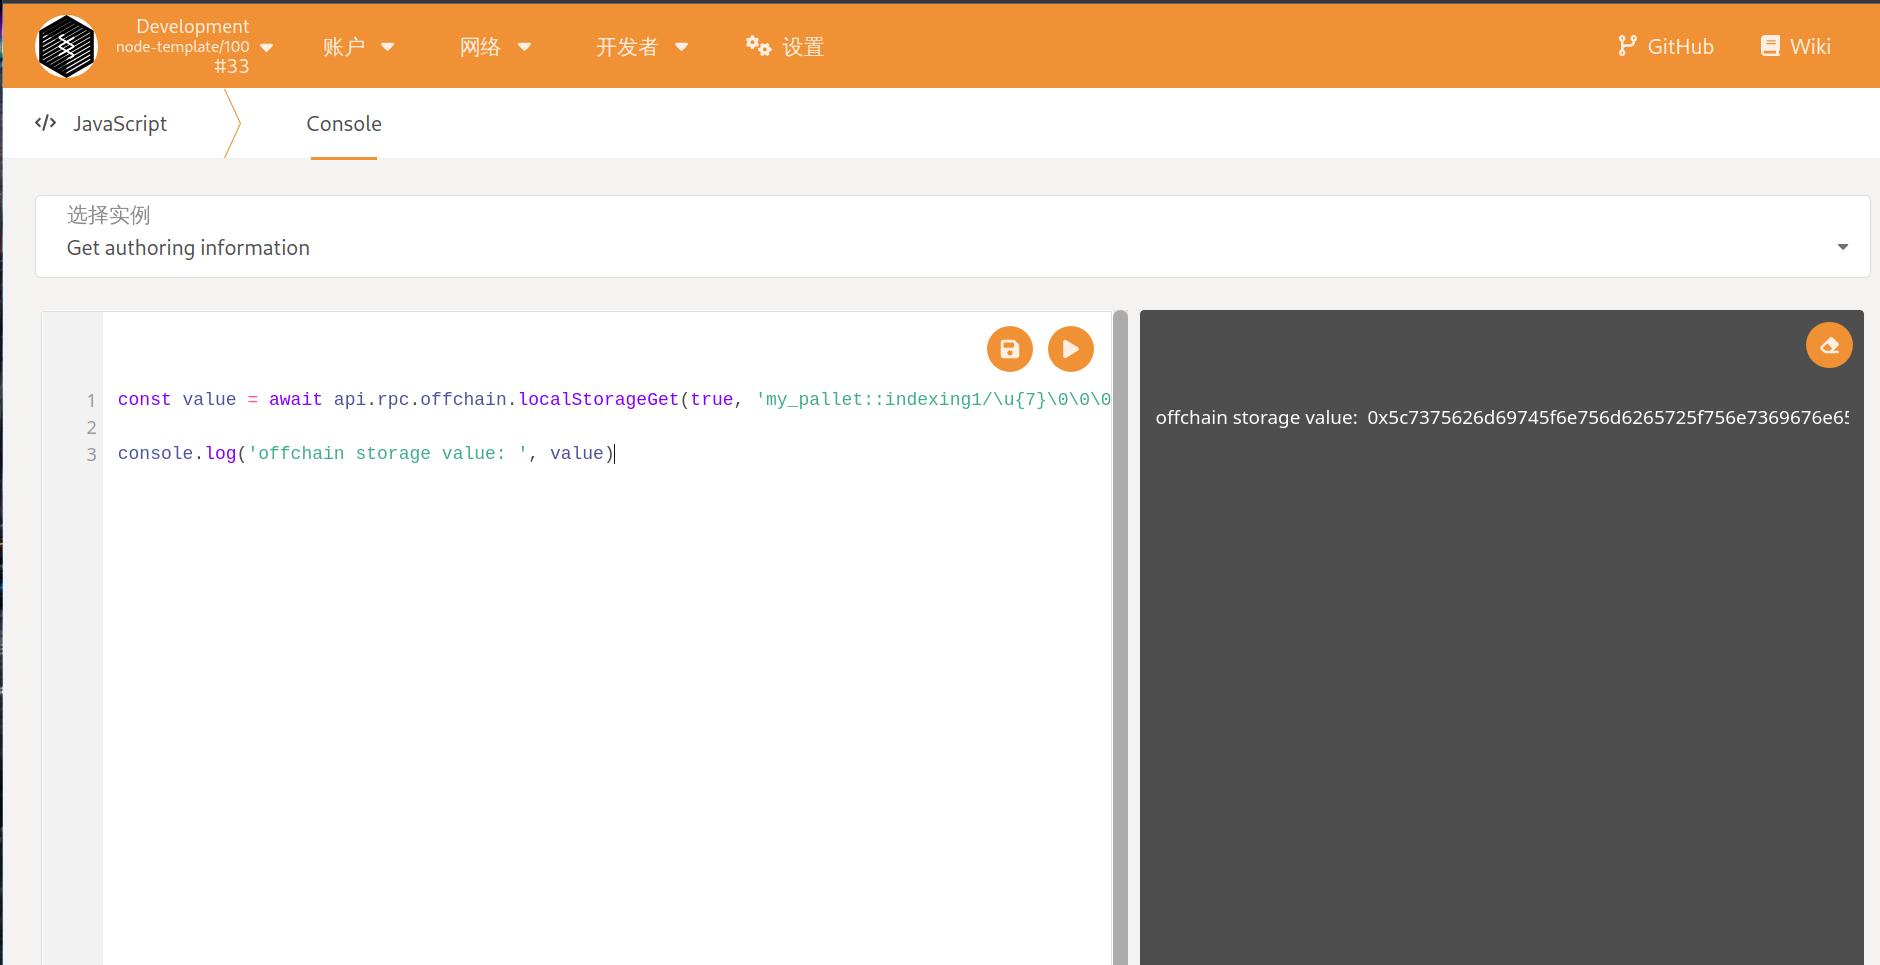 Development
node-template/100
#33
账户
网络
开发者
设置
GitHub
Wiki
JavaScript
Console
选择实例
Get authoring information
1 const value = await api.rpc.offchain.localStorageGet(true, 'my_pallet::indexing1/\u{7}\0\0\0
2
3 console.log('offchain storage value: ', value)
offchain storage value: 0x5c7375626d69745f6e756d6265725f756e7369676e65